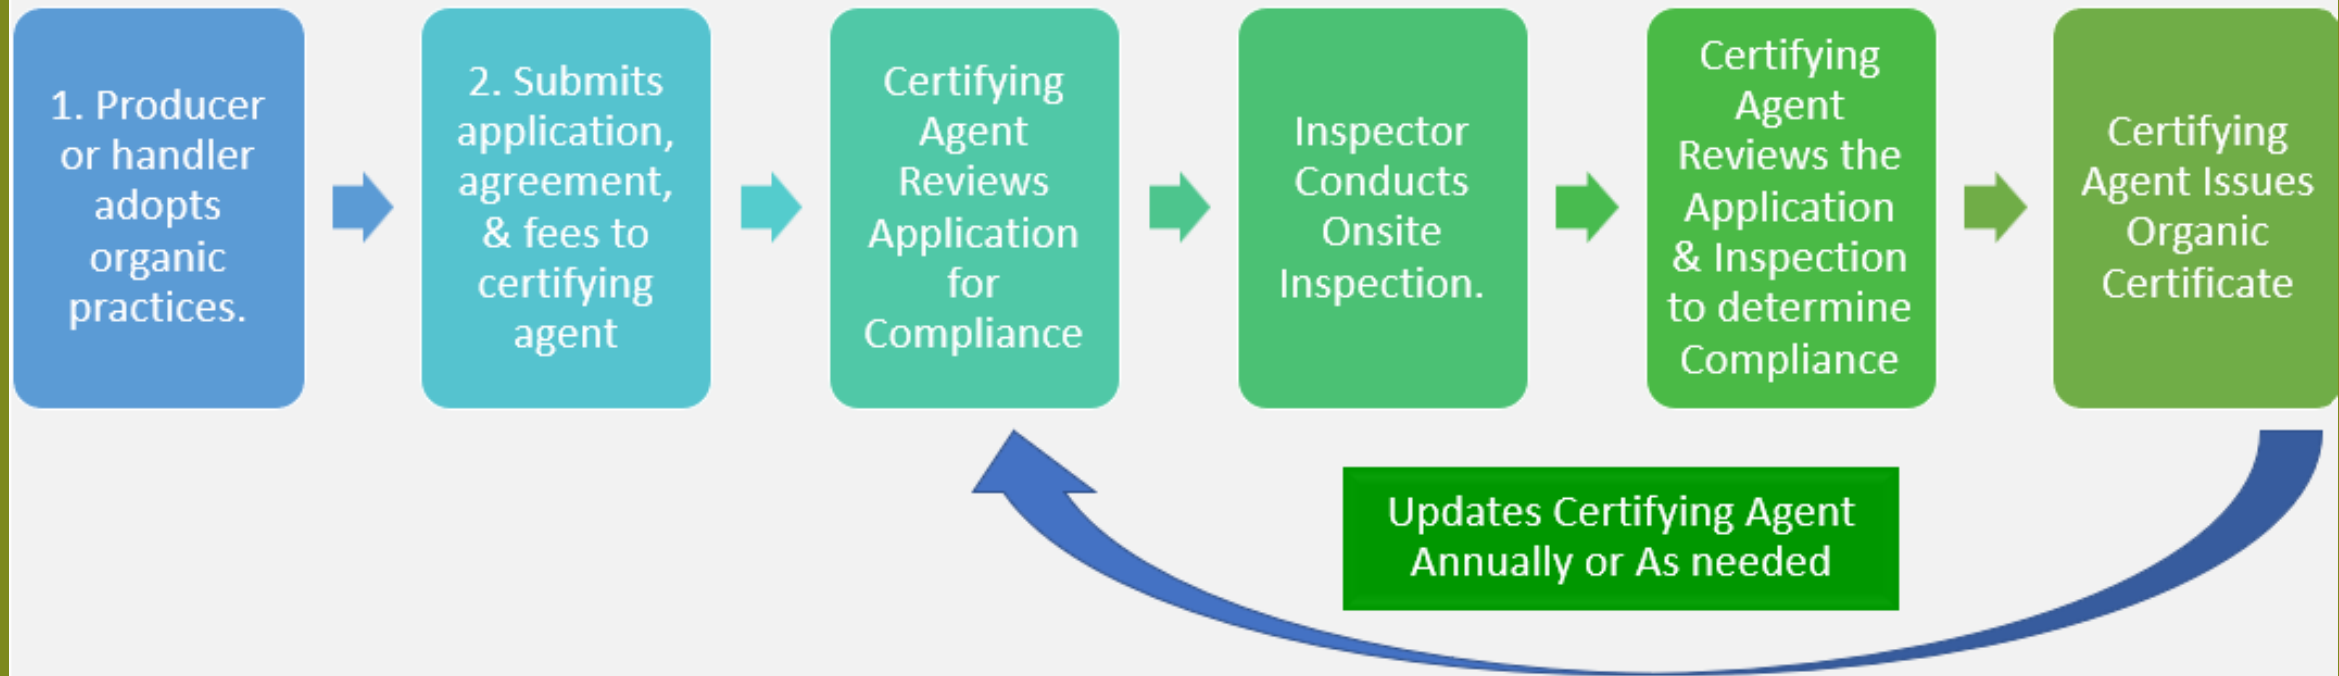 1. Producer
or handler
adopts
organic
practices.
2. Submits
application,
agreement,
& fees to
certifying
agent
Certifying
Agent
Reviews
Application
for
Compliance
Inspector
Conducts
Onsite
Inspection.
Certifying
Agent
Reviews the
Application
& Inspection
to determine
Compliance
Certifying
Agent Issues
Organic
Certificate
Updates Certifying Agent
Annually or As needed